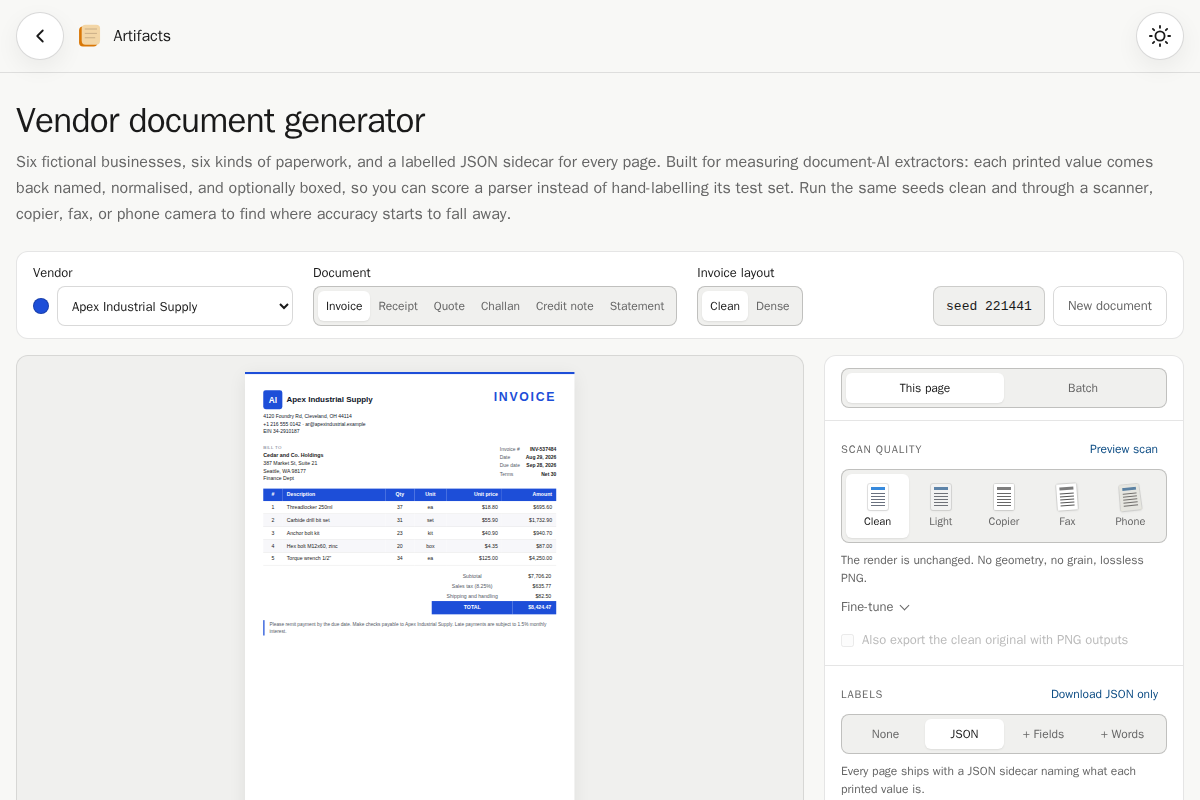 Artifacts
Vendor document generator
Six fictional businesses, six kinds of paperwork, and a labelled JSON sidecar for every page. Built for measuring document-AI extractors: each printed value comes
back named, normalised, and optionally boxed, so you can score a parser instead of hand-labelling its test set. Run the same seeds clean and through a scanner,
copier, fax, or phone camera to find where accuracy starts to fall away.
Vendor
Document
Invoice layout
Apex Industrial Supply
Invoice Receipt Quote Challan Credit note Statement
Clean Dense
seed 221441
New document
AI Apex Industrial Supply
INVOICE
4120 Foundry Rd, Cleveland, OH 44114
+1 216 555 0142 · ar@apexindustrial.example
EIN 34-2910187
BILL TO
Cedar and Co. Holdings
387 Market St, Suite 21
Seattle, WA 98177
Finance Dept
Invoice # INV-537484
Date Aug 29, 2026
Due date Sep 28, 2026
Terms Net 30
# Description Qty Unit Unit price Amount
1 Threadlocker 250ml 37 ea $18.80 $695.60
2 Carbide drill bit set 31 set $55.90 $1,732.90
3 Anchor bolt kit 23 kit $40.90 $940.70
4 Hex bolt M12x60, zinc 20 box $4.35 $87.00
5 Torque wrench 1/2" 34 ea $125.00 $4,250.00
Subtotal $7,706.20
Sales tax (8.25%) $635.77
Shipping and handling $82.50
TOTAL $8,424.47
Please remit payment by the due date. Make checks payable to Apex Industrial Supply. Late payments are subject to 1.5% monthly
interest.
This page Batch
SCAN QUALITY Preview scan
Clean Light Copier Fax Phone
The render is unchanged. No geometry, no grain, lossless
PNG.
Fine-tune
Also export the clean original with PNG outputs
LABELS Download JSON only
None JSON + Fields + Words
Every page ships with a JSON sidecar naming what each
printed value is.